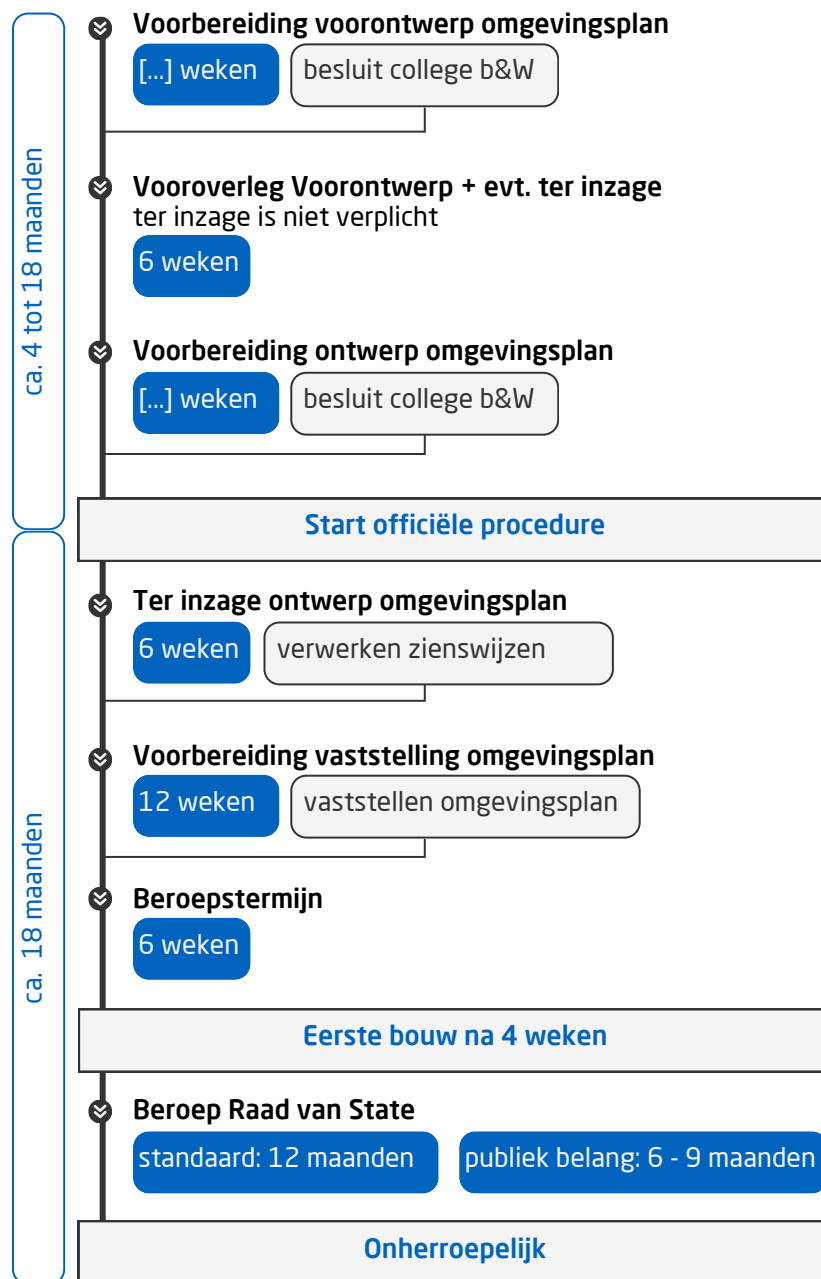 Voorbereiding voorontwerp omgevingsplan
[...] weken
besluit college b&W
ca. 4 tot 18 maanden
Vooroverleg Voorontwerp + evt. ter inzage
ter inzage is niet verplicht
6 weken
Voorbereiding ontwerp omgevingsplan
[...] weken
besluit college b&W
Start officiële procedure
ca. 18 maanden
Ter inzage ontwerp omgevingsplan
6 weken
verwerken zienswijzen
Voorbereiding vaststelling omgevingsplan
12 weken
vaststellen omgevingsplan
Beroepstermijn
6 weken
Eerste bouw na 4 weken
Beroep Raad van State
standaard: 12 maanden
publiek belang: 6 - 9 maanden
Onherroepelijk